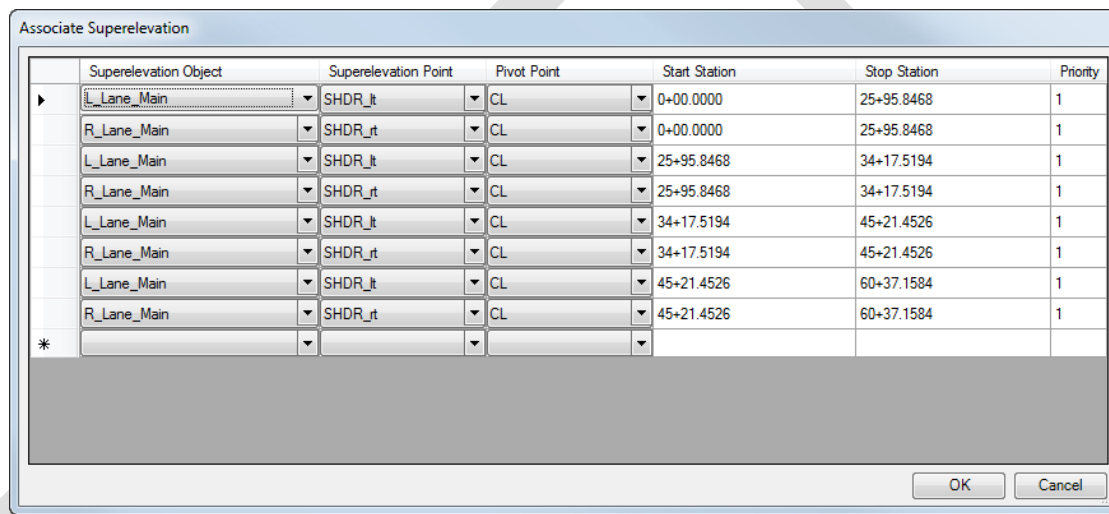 Associate Superelevation
Superelevation Object Superelevation Point Pivot Point Start Station Stop Station Priority
L_Lane_Main SHDR_lt CL 0+00.0000 25+95.8468 1
R_Lane_Main SHDR_rt CL 0+00.0000 25+95.8468 1
L_Lane_Main SHDR_lt CL 25+95.8468 34+17.5194 1
R_Lane_Main SHDR_rt CL 25+95.8468 34+17.5194 1
L_Lane_Main SHDR_lt CL 34+17.5194 45+21.4526 1
R_Lane_Main SHDR_rt CL 34+17.5194 45+21.4526 1
L_Lane_Main SHDR_lt CL 45+21.4526 60+37.1584 1
R_Lane_Main SHDR_rt CL 45+21.4526 60+37.1584 1
OK Cancel